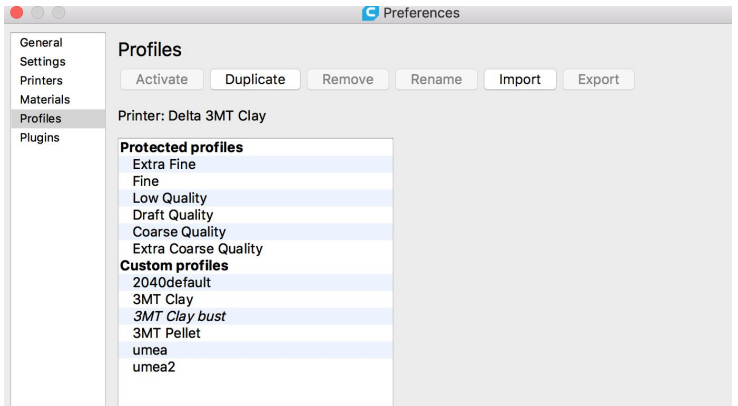 Preferences
General
Settings
Printers
Materials
Profiles
Plugins
Profiles
Activate Duplicate Remove Rename Import Export
Printer: Delta 3MT Clay
Protected profiles
Extra Fine
Fine
Low Quality
Draft Quality
Coarse Quality
Extra Coarse Quality
Custom profiles
2040default
3MT Clay
3MT Clay bust
3MT Pellet
umea
umea2